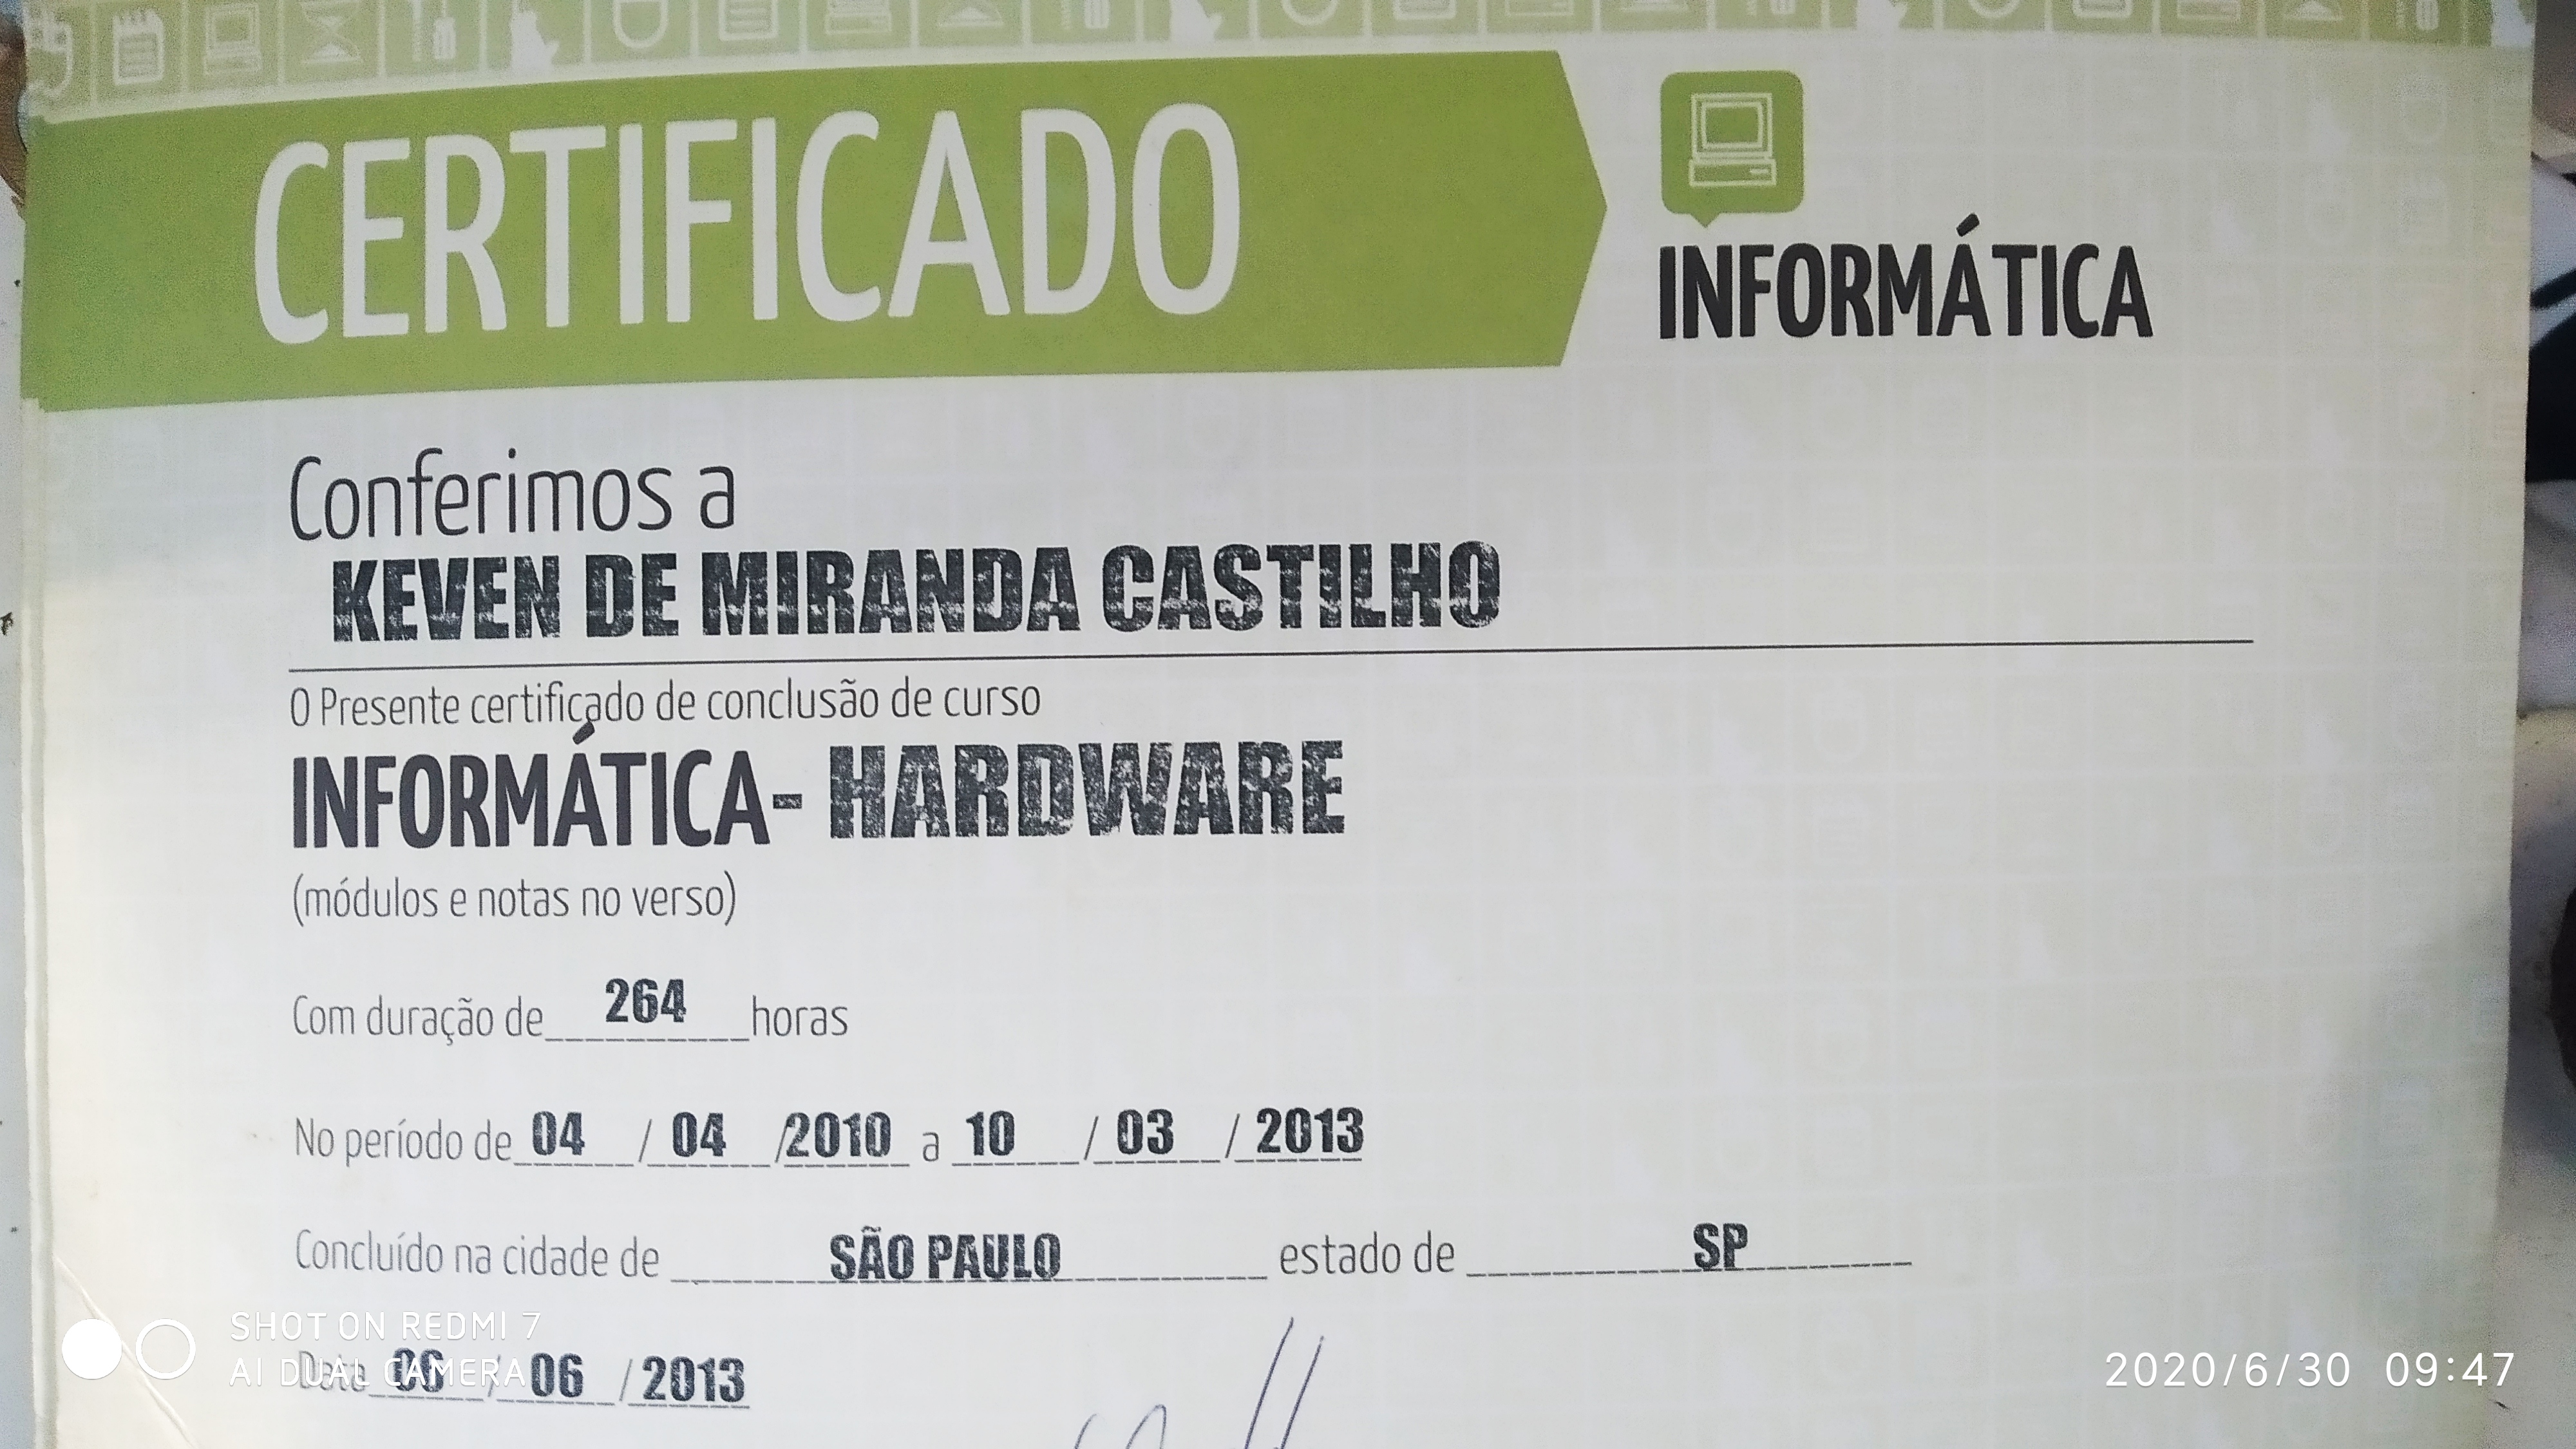 CERTIFICADO
INFORMÁTICA
Conferimos a
KEVEN DE MIRANDA CASTILHO
O Presente certificado de conclusão de curso
INFORMÁTICA- HARDWARE
(módulos e notas no verso)
Com duração de 264 horas
No período de 04 / 04 / 2010 a 10 / 03 / 2013
Concluído na cidade de SÃO PAULO estado de SP
Data 06 / 06 / 2013
SHOT ON REDMI 7
AI DUAL CAMERA
2020/6/30 09:47